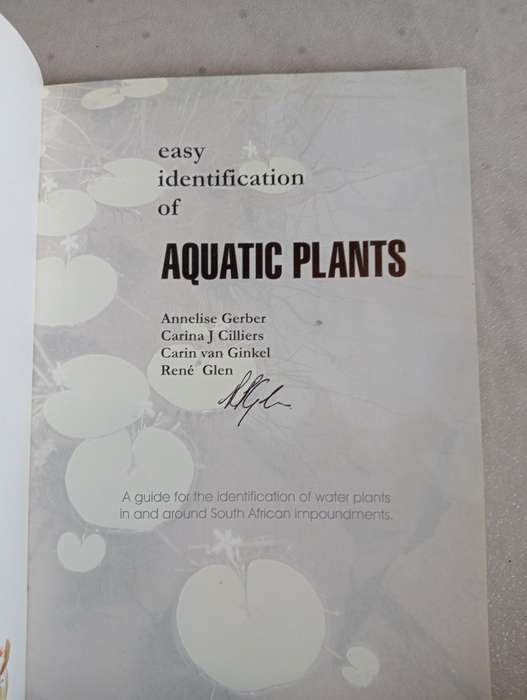 easy
identification
of
AQUATIC PLANTS
Annelise Gerber
Carina J Cilliers
Carin van Ginkel
René Glen
A guide for the identification of water plants
in and around South African impoundments.